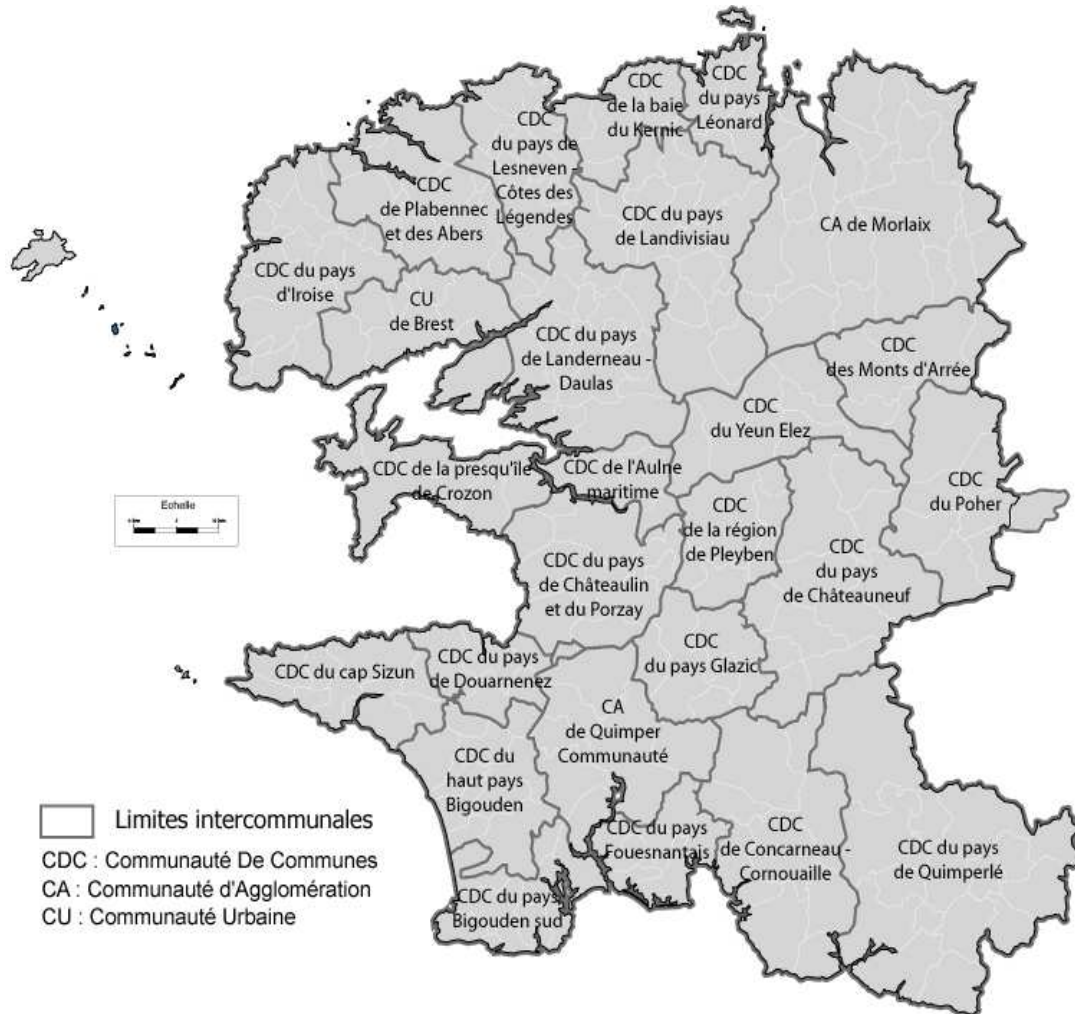 CDC
du pays
Léonard
CDC
de la baie
du Kernic
CDC
du pays de
Lesneven -
Côtes des
Légendes
CDC
de Plabennec
et des Abers
CDC du pays
de Landivisiau
CA de Morlaix
CDC du pays
d'Iroise
CU
de Brest
CDC du pays
de Landerneau -
Daulas
CDC
des Monts d'Arrée
CDC
du Yeun Elez
CDC de la presqu'île
de Crozon
CDC de l'Aulne
maritime
CDC
du Poher
Echelle
CDC
de la région
de Pleyben
CDC du pays
de Châteaulin
et du Porzay
CDC
du pays
de Châteauneuf
CDC du cap Sizun
CDC du pays
de Douarnenez
CDC
du pays Glazic
CA
de Quimper
Communauté
CDC du
haut pays
Bigouden
CDC du pays
Fouesnantais
CDC
de Concarneau -
Cornouaille
CDC du pays
de Quimperlé
CDC du pays
Bigouden sud
Limites intercommunales
CDC : Communauté De Communes
CA : Communauté d'Agglomération
CU : Communauté Urbaine